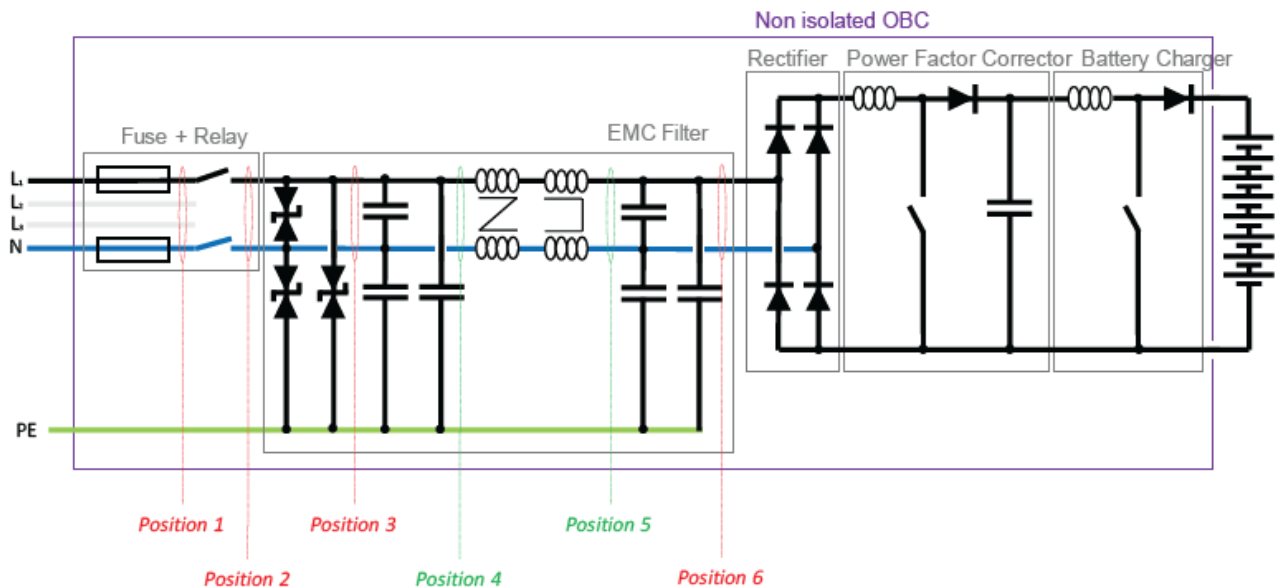 Non isolated OBC
Rectifier
Power Factor Corrector
Battery Charger
Fuse + Relay
EMC Filter
L₁
L₂
L₃
N
PE
Position 1
Position 3
Position 5
Position 2
Position 4
Position 6